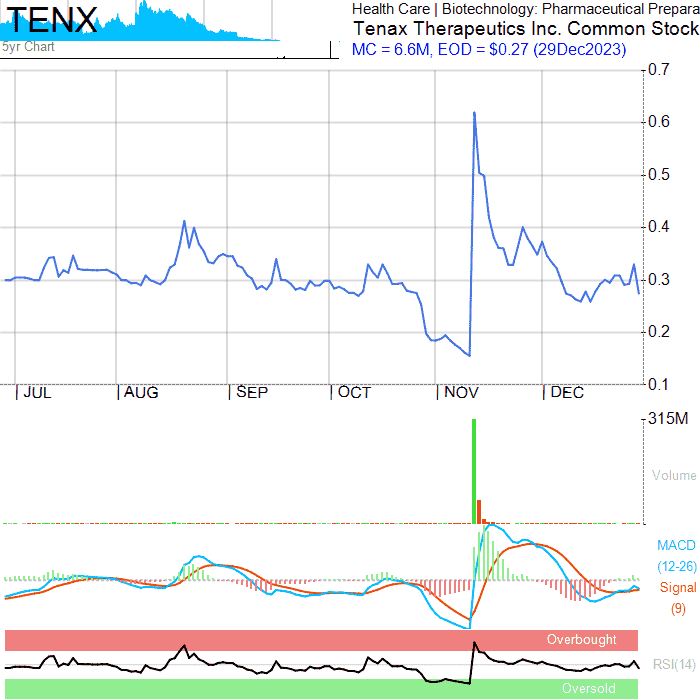 TENX
5yr Chart
Health Care | Biotechnology: Pharmaceutical Prepara
Tenax Therapeutics Inc. Common Stock
MC = 6.6M, EOD = $0.27 (29Dec2023)
0.7
0.6
0.5
0.4
0.3
0.2
0.1
JUL AUG SEP OCT NOV DEC
315M
Volume
MACD
(12-26)
Signal
(9)
Overbought
RSI(14)
Oversold